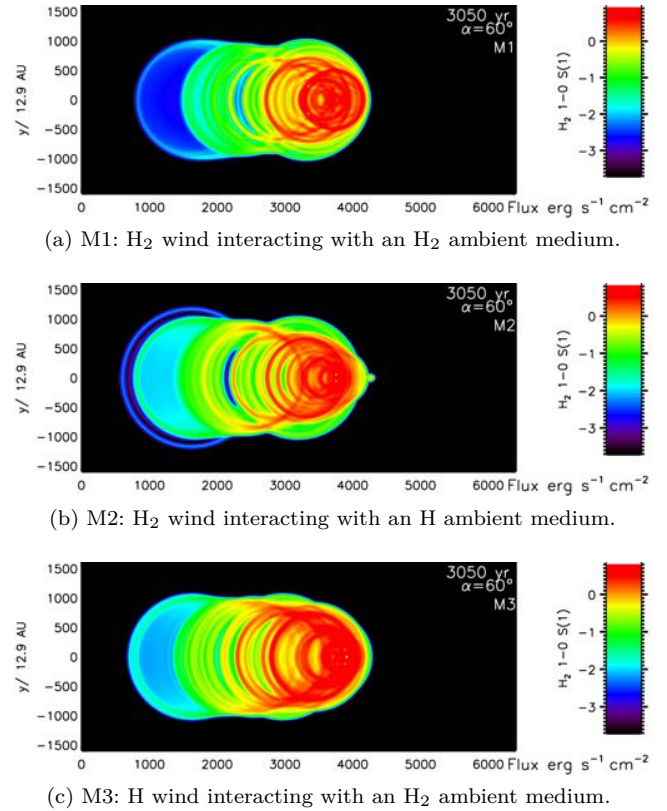 1500
1000
500
0
−500
−1000
−1500
y/ 12.9 AU
3050 yr
α=60°
M1
0
−1
−2
−3
H₂ 1−0 S(1)
0 1000 2000 3000 4000 5000 6000 Flux erg s⁻¹ cm⁻²
(a) M1: H₂ wind interacting with an H₂ ambient medium.
1500
1000
500
0
−500
−1000
−1500
y/ 12.9 AU
3050 yr
α=60°
M2
0
−1
−2
−3
H₂ 1−0 S(1)
0 1000 2000 3000 4000 5000 6000 Flux erg s⁻¹ cm⁻²
(b) M2: H₂ wind interacting with an H ambient medium.
1500
1000
500
0
−500
−1000
−1500
y/ 12.9 AU
3050 yr
α=60°
M3
0
−1
−2
−3
H₂ 1−0 S(1)
0 1000 2000 3000 4000 5000 6000 Flux erg s⁻¹ cm⁻²
(c) M3: H wind interacting with an H₂ ambient medium.